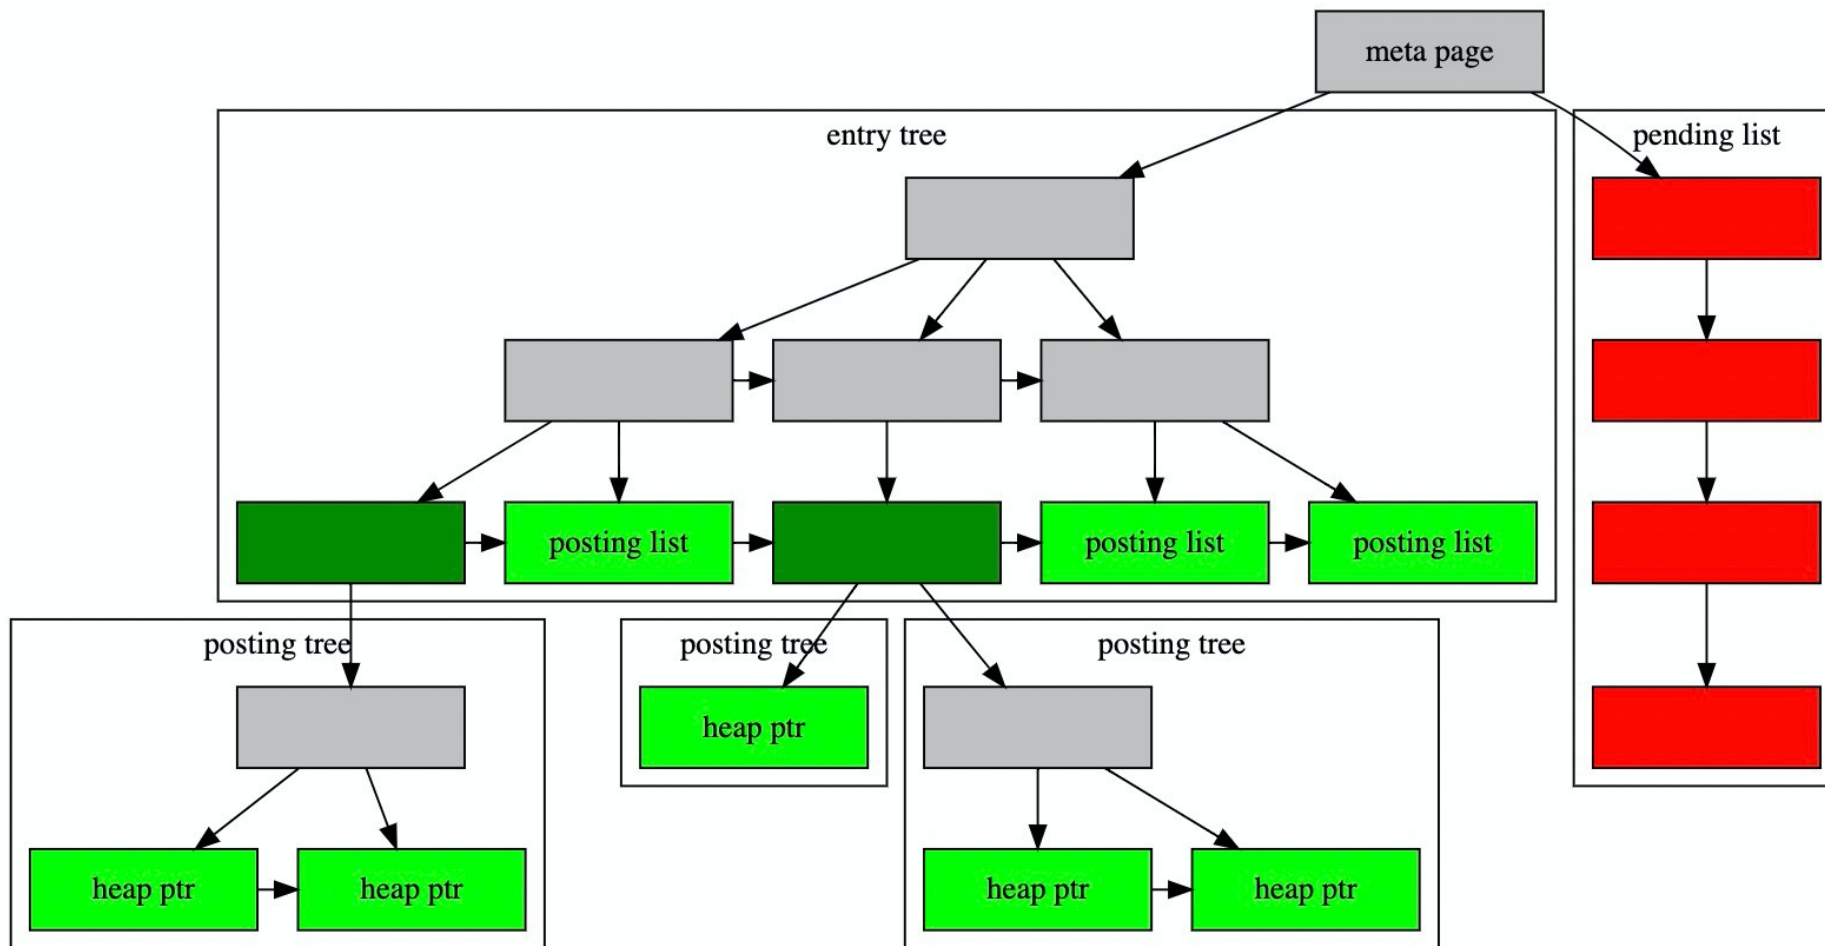 meta page
entry tree
pending list
posting list
posting list
posting list
posting tree
posting tree
posting tree
heap ptr
heap ptr
heap ptr
heap ptr
heap ptr